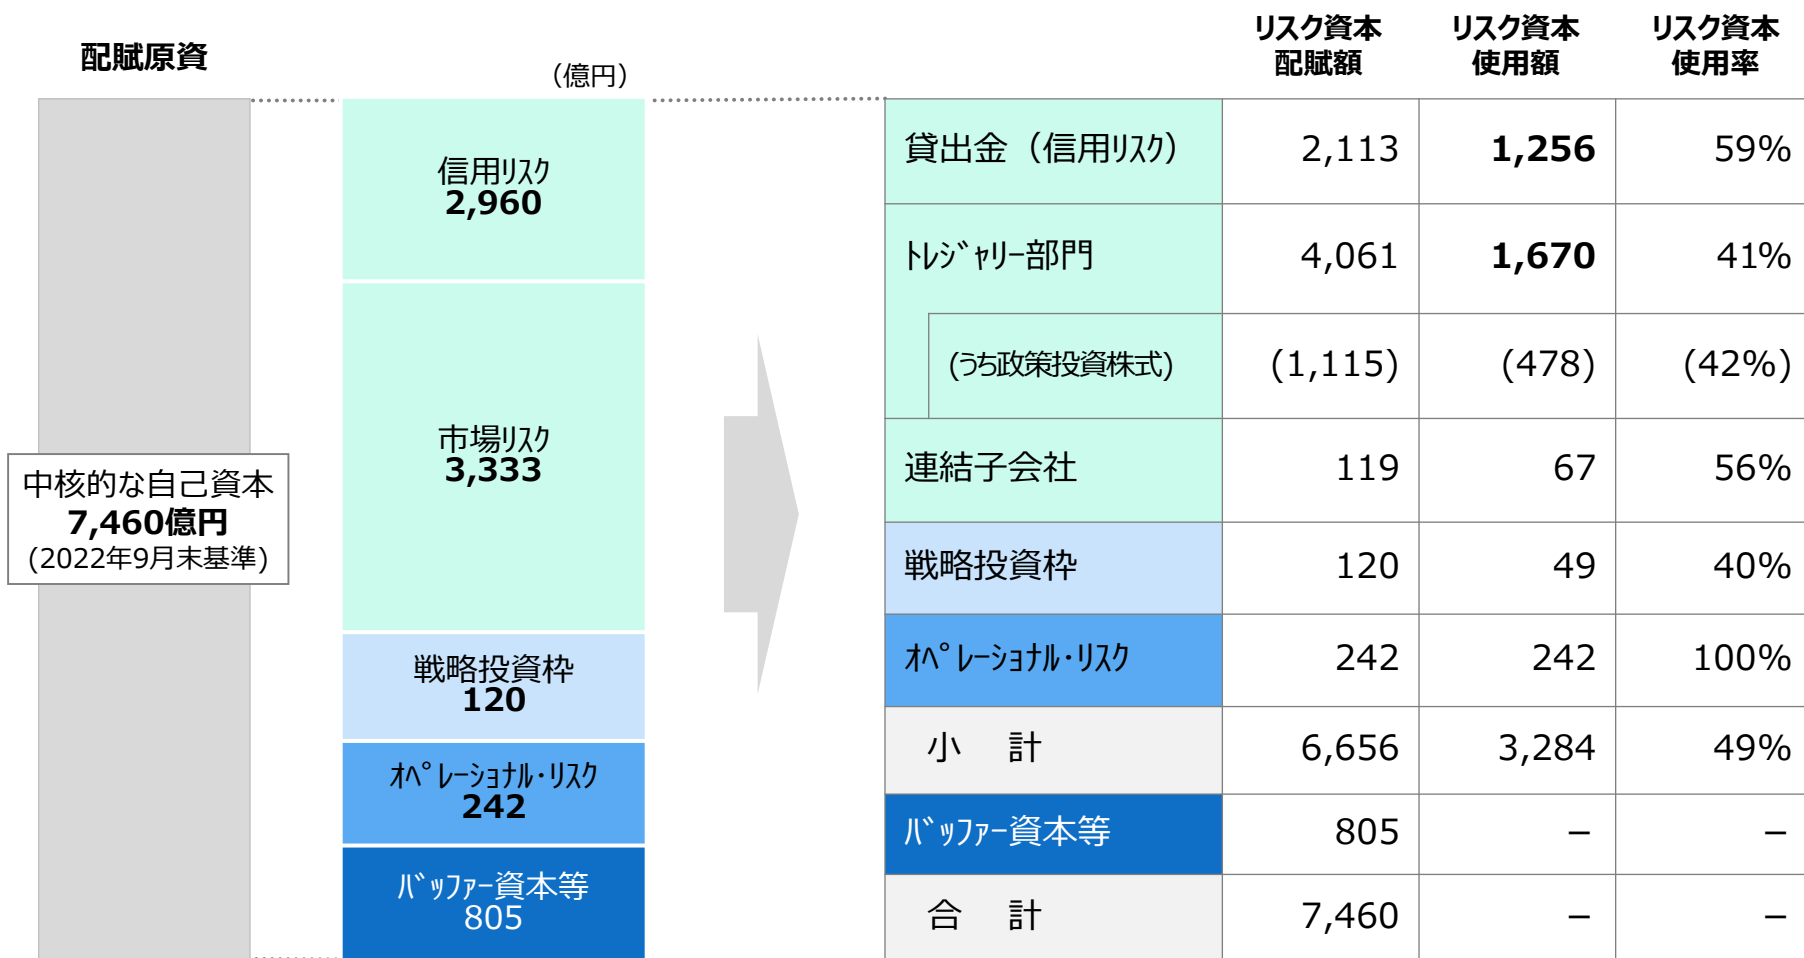 配賦原資
（億円）
中核的な自己資本
7,460億円
(2022年9月末基準)
信用ﾘｽｸ
2,960
市場ﾘｽｸ
3,333
戦略投資枠
120
ｵﾍﾟﾚｰｼｮﾅﾙ･ﾘｽｸ
242
ﾊﾞｯﾌｧｰ資本等
805
リスク資本 リスク資本 リスク資本
配賦額 使用額 使用率
貸出金（信用ﾘｽｸ） 2,113 1,256 59%
ﾄﾚｼﾞｬﾘｰ部門 4,061 1,670 41%
(うち政策投資株式) (1,115) (478) (42%)
連結子会社 119 67 56%
戦略投資枠 120 49 40%
ｵﾍﾟﾚｰｼｮﾅﾙ･ﾘｽｸ 242 242 100%
小 計 6,656 3,284 49%
ﾊﾞｯﾌｧｰ資本等 805 – –
合 計 7,460 – –